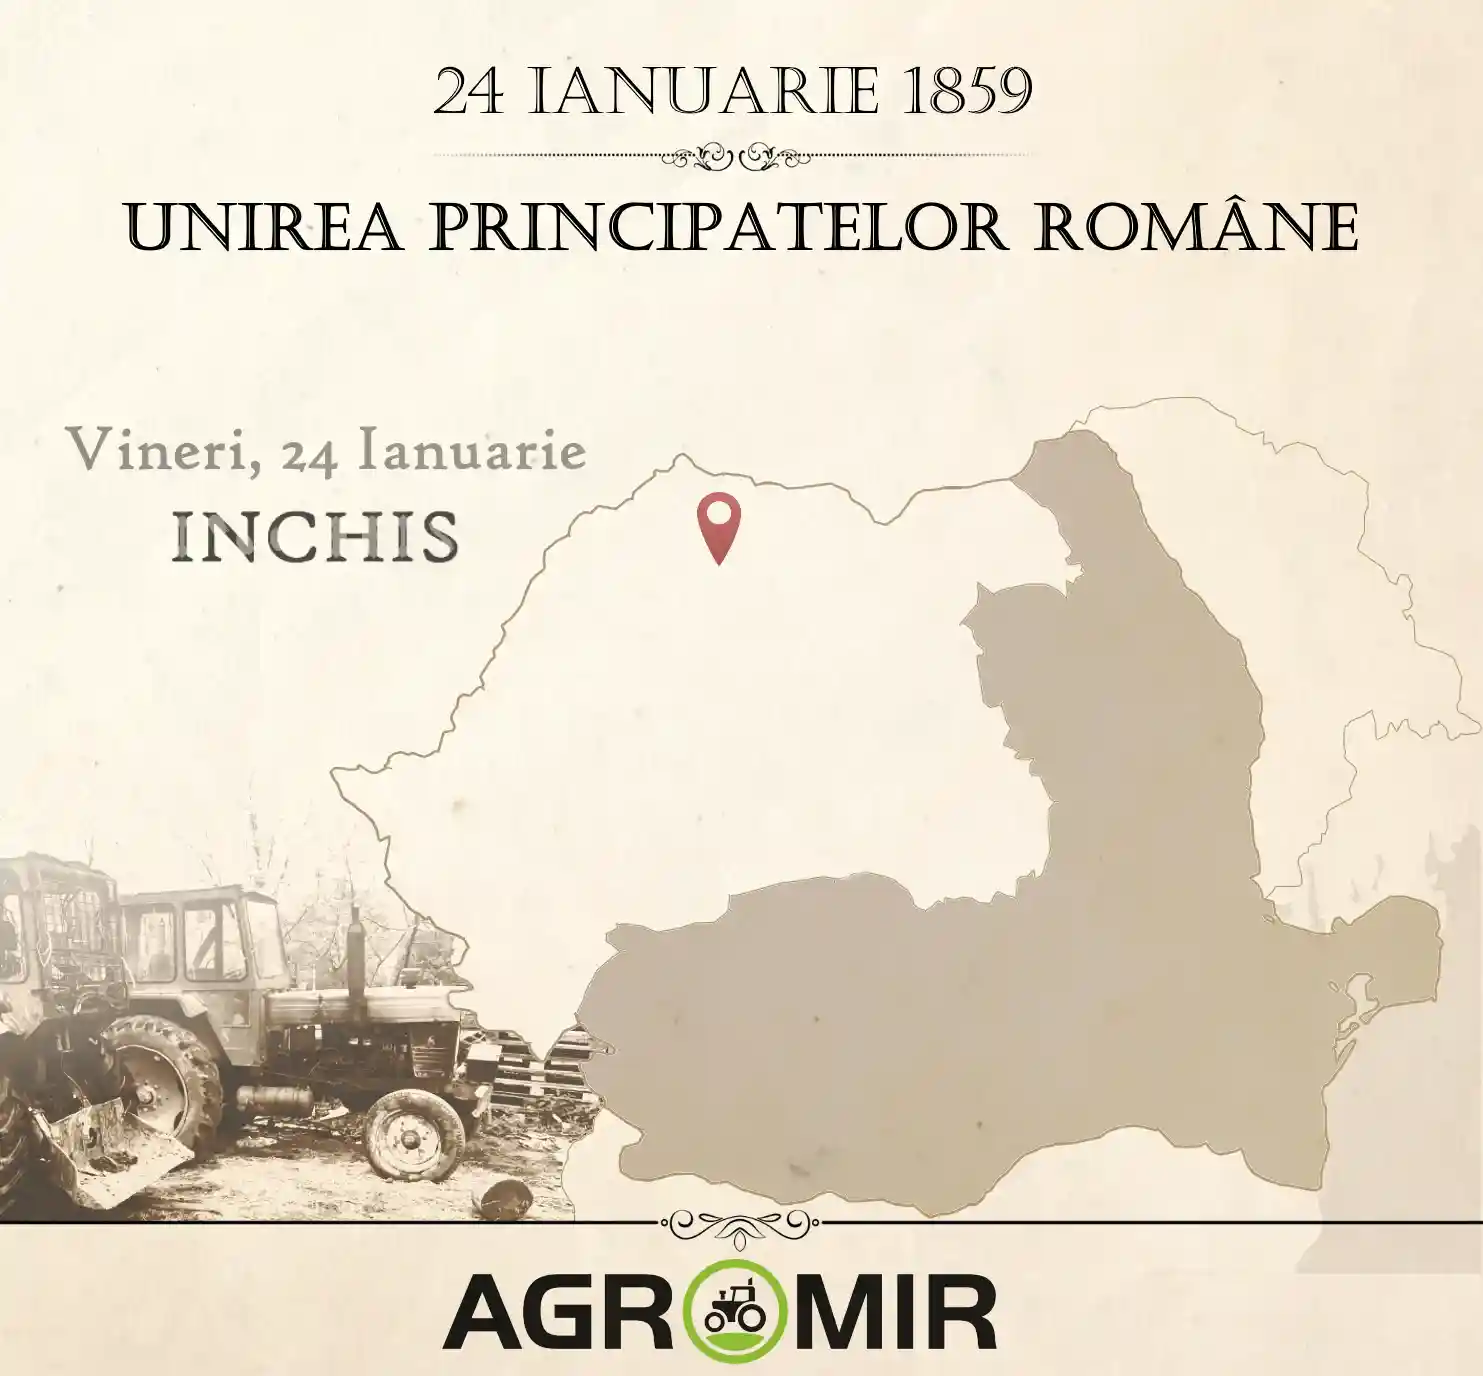 24 IANUARIE 1859
UNIREA PRINCIPATELOR ROMÂNE
Vineri, 24 Ianuarie
INCHIS
AGROMIR